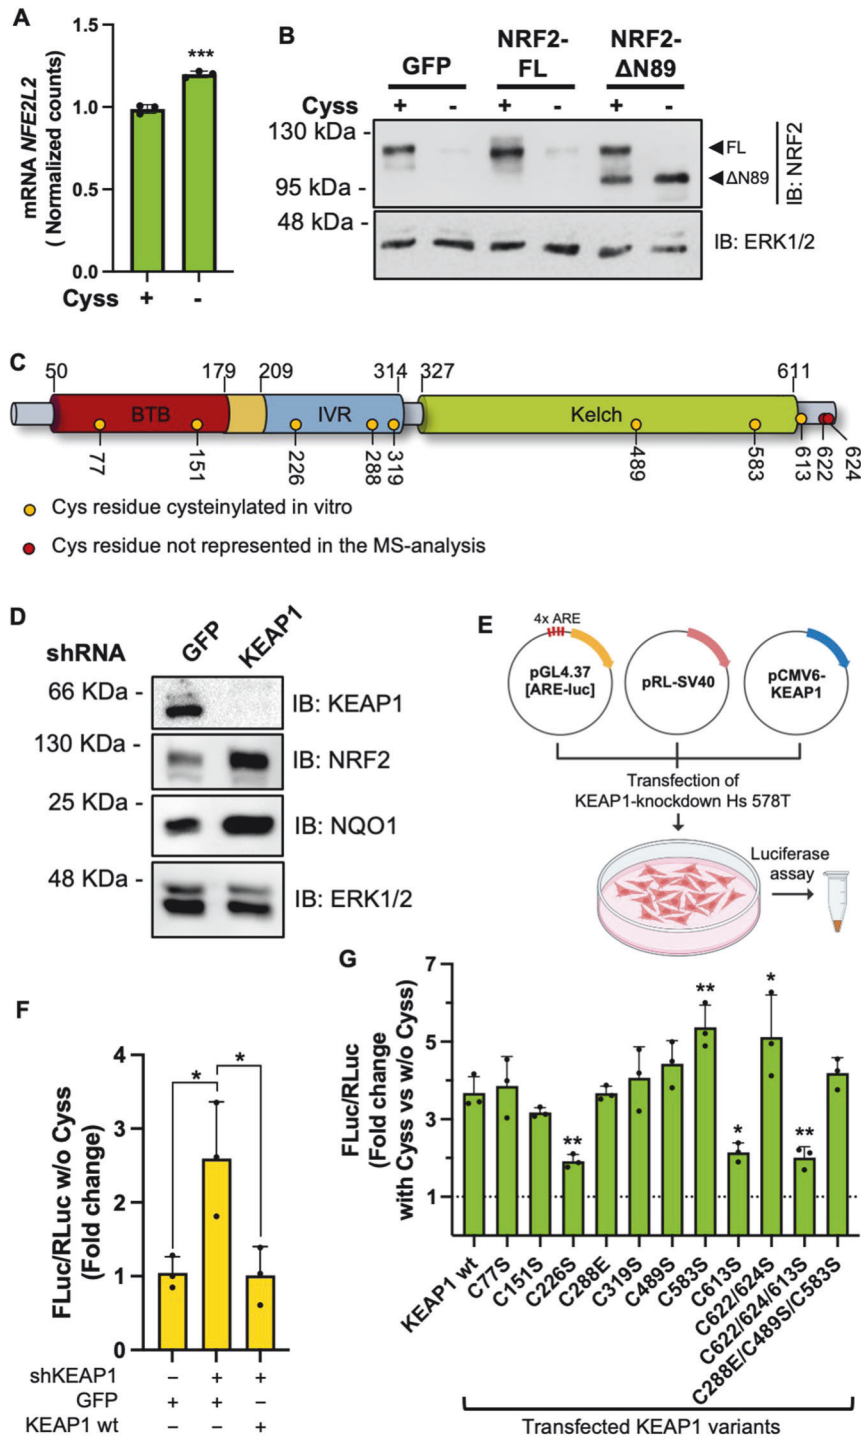 A
1.5
1.0
0.5
0.0
mRNA NFE2L2
( Normalized counts)
***
Cyss + -
B
GFP
NRF2-
FL
NRF2-
ΔN89
Cyss + - + - + -
130 kDa -
95 kDa -
48 kDa -
FL
ΔN89
IB: NRF2
IB: ERK1/2
C
50 179 209 314 327 611
BTB IVR Kelch
77 151 226 288 319 489 583 613 622 624
Cys residue cysteinylated in vitro
Cys residue not represented in the MS-analysis
D
shRNA GFP KEAP1
66 KDa - IB: KEAP1
130 KDa - IB: NRF2
25 KDa - IB: NQO1
48 KDa - IB: ERK1/2
E
4x ARE
pGL4.37
[ARE-luc]
pRL-SV40
pCMV6-
KEAP1
Transfection of
KEAP1-knockdown Hs 578T
Luciferase
assay
F
FLuc/RLuc w/o Cyss
(Fold change)
4
3
2
1
0
* *
shKEAP1 – + +
GFP + + –
KEAP1 wt – – +
G
FLuc/RLuc
(Fold change
with Cyss vs w/o Cyss)
7
5
3
1
** ** * * **
KEAP1 wt
C77S
C151S
C226S
C288E
C319S
C489S
C583S
C613S
C622/624S
C622/624/613S
C288E/C489S/C583S
Transfected KEAP1 variants